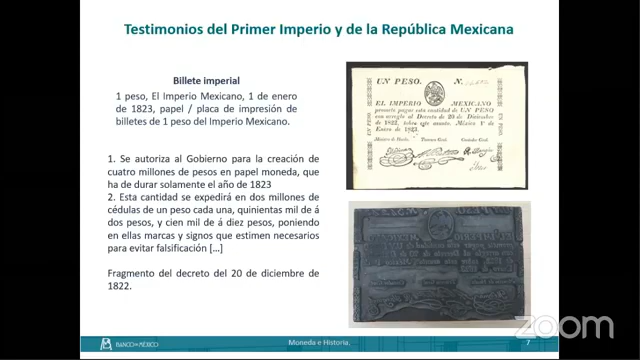 Testimonios del Primer Imperio y de la República Mexicana
Billete imperial
1 peso, El Imperio Mexicano, 1 de enero
de 1823, papel / placa de impresión de
billetes de 1 peso del Imperio Mexicano.
1. Se autoriza al Gobierno para la creación de
cuatro millones de pesos en papel moneda, que
ha de durar solamente el año de 1823
2. Esta cantidad se expedirá en dos millones de
cédulas de un peso cada una, quinientas mil de á
dos pesos, y cien mil de á diez pesos, poniendo
en ellas marcas y signos que estimen necesarios
para evitar falsificación [...]
Fragmento del decreto del 20 de diciembre de
1822.
UN PESO. N.
EL IMPERIO MEXICANO
promete pagar esta cantidad de UN PESO
con arreglo al Decreto de 20 de Diciembre
de 1822. México 1º de
Enero de 1823.
BANCO DE MÉXICO
Moneda e Historia.
7
zoom